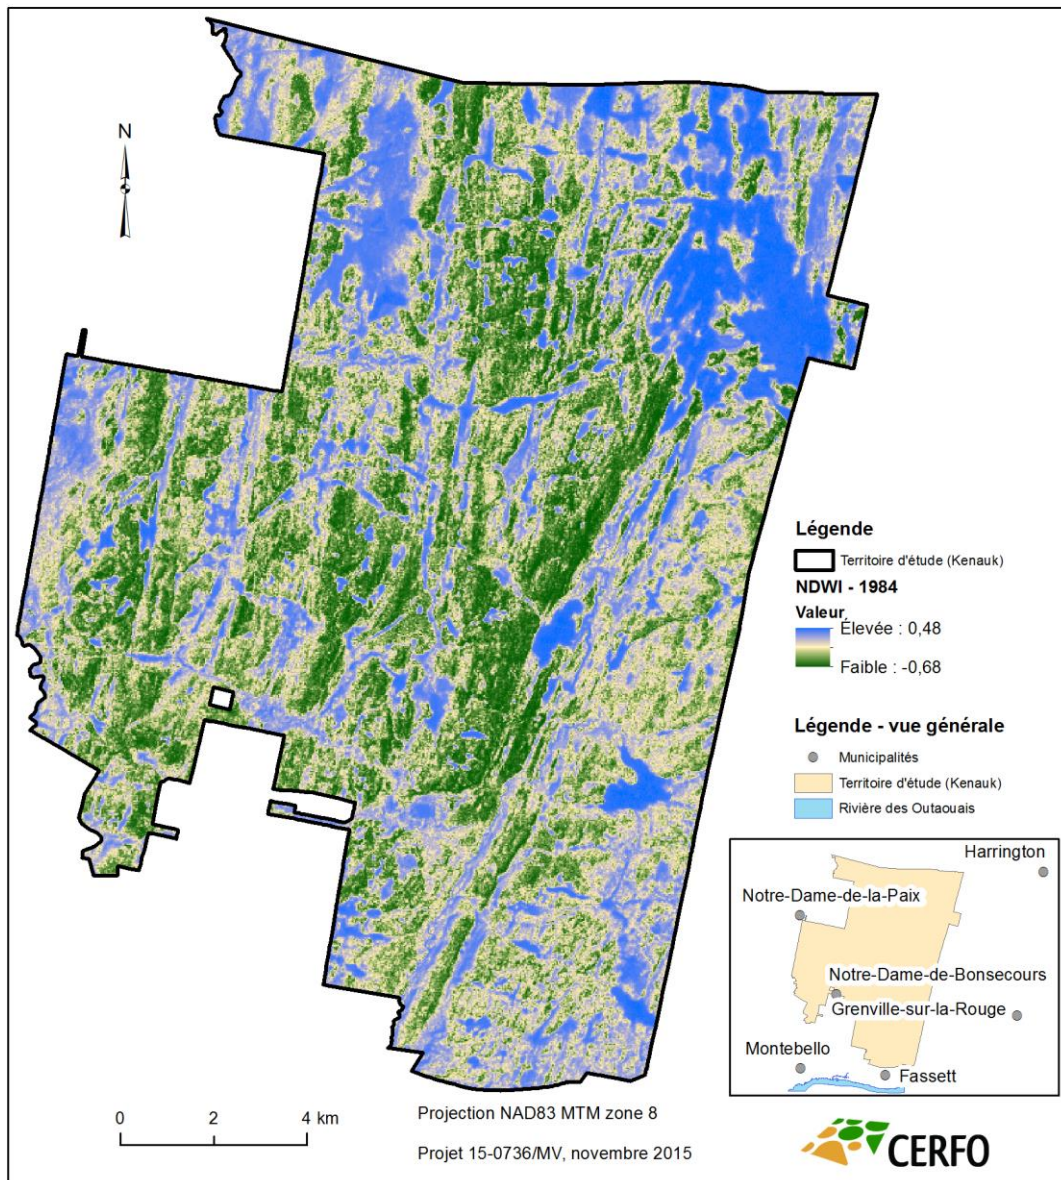 N
Légende
Territoire d'étude (Kenauk)
NDWI - 1984
Valeur
Élevée : 0,48
Faible : -0,68
Légende - vue générale
Municipalités
Territoire d'étude (Kenauk)
Rivière des Outaouais
Harrington
Notre-Dame-de-la-Paix
Notre-Dame-de-Bonsecours
Grenville-sur-la-Rouge
Montebello
Fassett
0 2 4 km
Projection NAD83 MTM zone 8
Projet 15-0736/MV, novembre 2015
CERFO